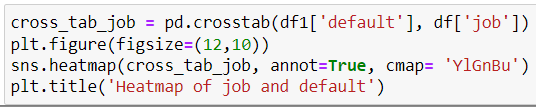 cross_tab_job = pd.crosstab(df1['default'], df['job'])
plt.figure(figsize=(12,10))
sns.heatmap(cross_tab_job, annot=True, cmap= 'YlGnBu')
plt.title('Heatmap of job and default')